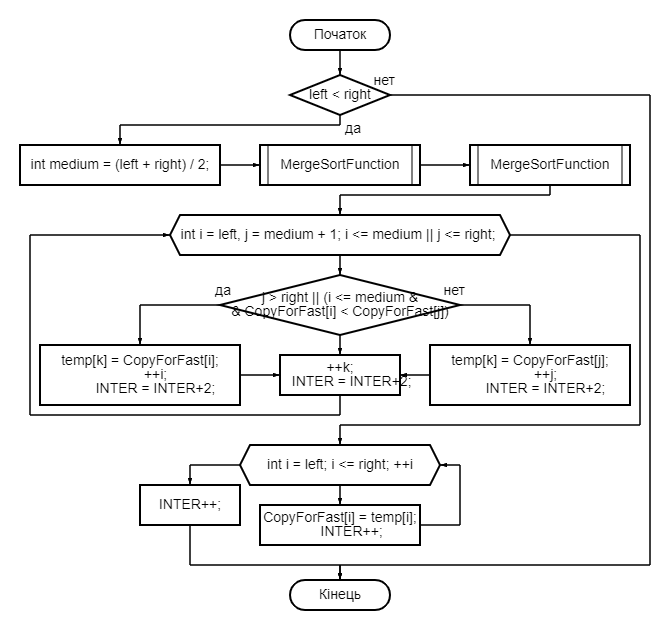 Початок
нет
left < right
да
int medium = (left + right) / 2;
MergeSortFunction
MergeSortFunction
int i = left, j = medium + 1; i <= medium || j <= right;
да
нет
j > right || (i <= medium &
& CopyForFast[i] < CopyForFast[j])
temp[k] = CopyForFast[i];
++i;
INTER = INTER+2;
++k;
INTER = INTER+2;
temp[k] = CopyForFast[j];
++j;
INTER = INTER+2;
int i = left; i <= right; ++i
INTER++;
CopyForFast[i] = temp[i];
INTER++;
Кінець